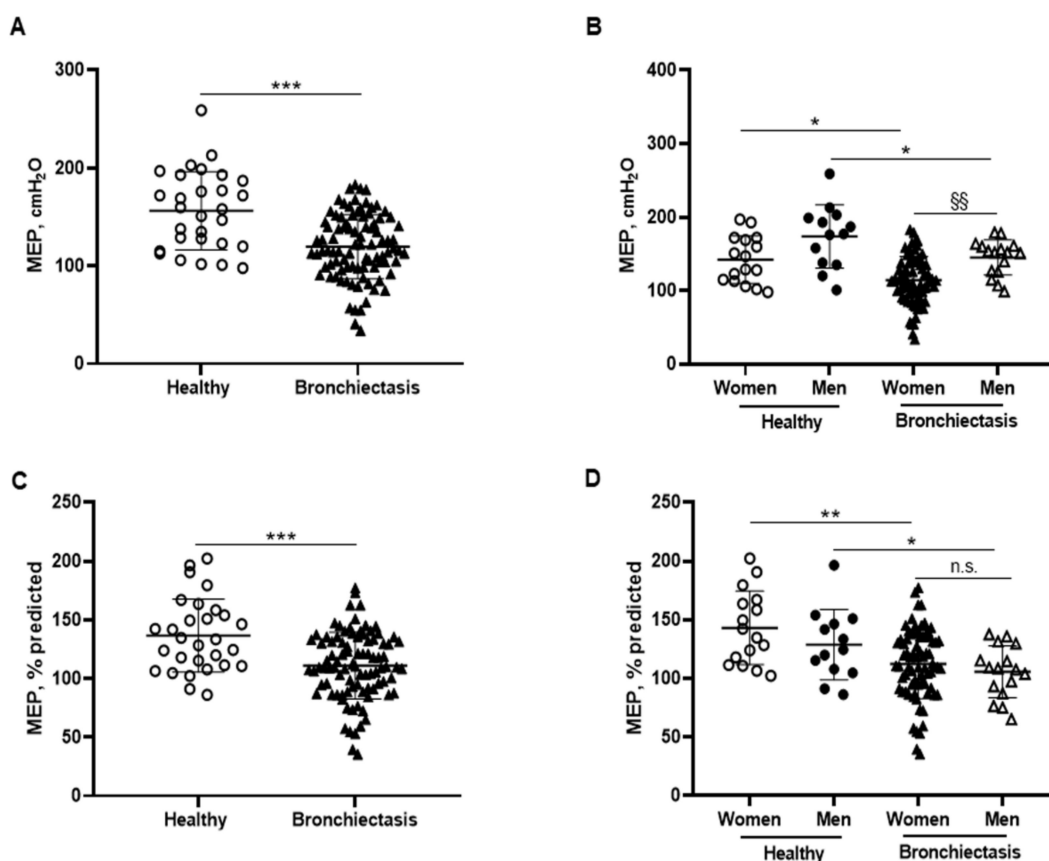 A
MEP, cmH₂O
300
200
100
0
***
Healthy
Bronchiectasis
B
MEP, cmH₂O
400
300
200
100
0
*
*
§§
Women
Men
Women
Men
Healthy
Bronchiectasis
C
MEP, % predicted
250
200
150
100
50
0
***
Healthy
Bronchiectasis
D
MEP, % predicted
250
200
150
100
50
0
**
*
n.s.
Women
Men
Women
Men
Healthy
Bronchiectasis